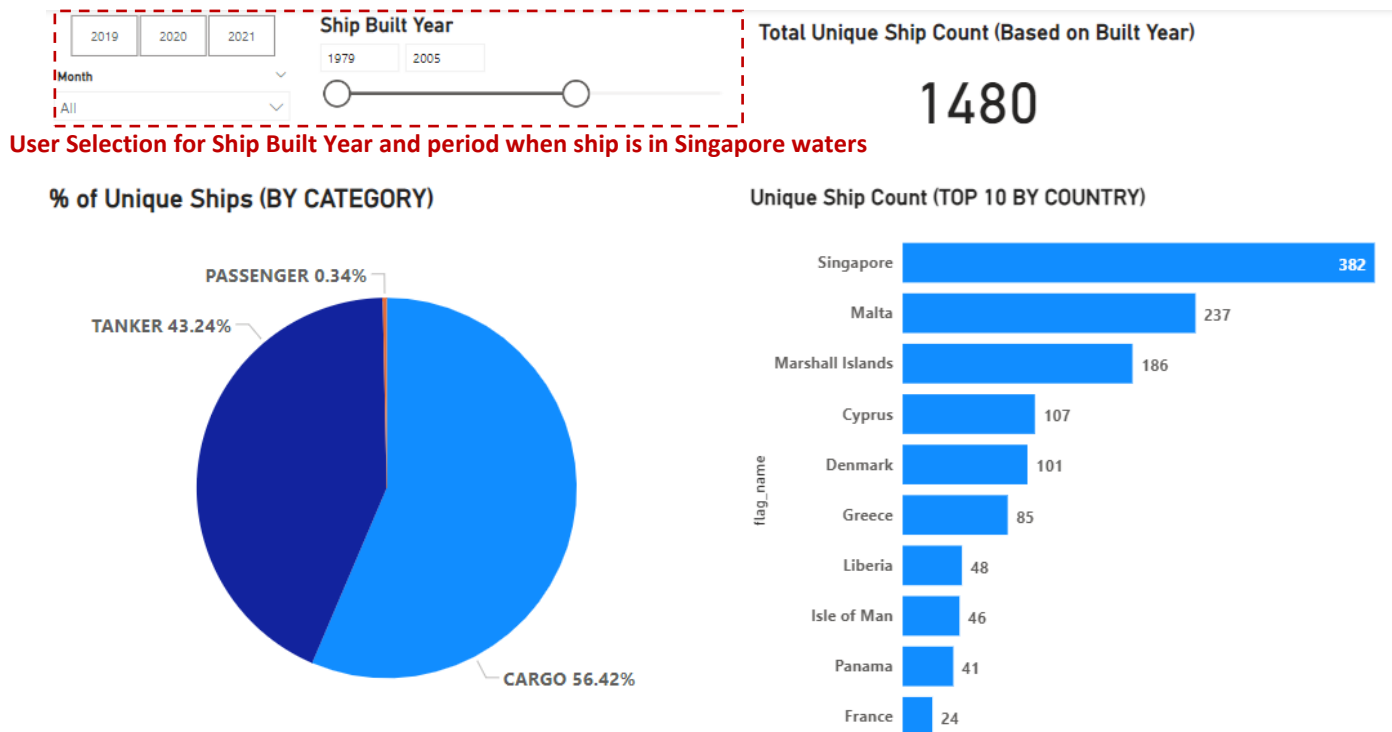 2019 2020 2021
Month
All
Ship Built Year
1979 2005
Total Unique Ship Count (Based on Built Year)
1480
User Selection for Ship Built Year and period when ship is in Singapore waters
% of Unique Ships (BY CATEGORY)
PASSENGER 0.34%
TANKER 43.24%
CARGO 56.42%
Unique Ship Count (TOP 10 BY COUNTRY)
flag_name
Singapore 382
Malta 237
Marshall Islands 186
Cyprus 107
Denmark 101
Greece 85
Liberia 48
Isle of Man 46
Panama 41
France 24